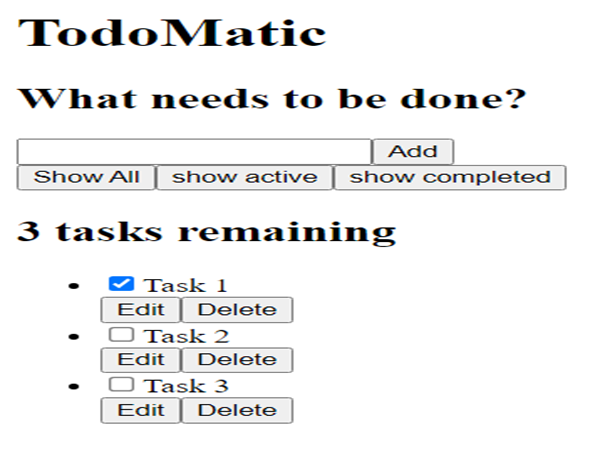 TodoMatic
What needs to be done?
Add
Show All show active show completed
3 tasks remaining
Task 1
Edit Delete
Task 2
Edit Delete
Task 3
Edit Delete